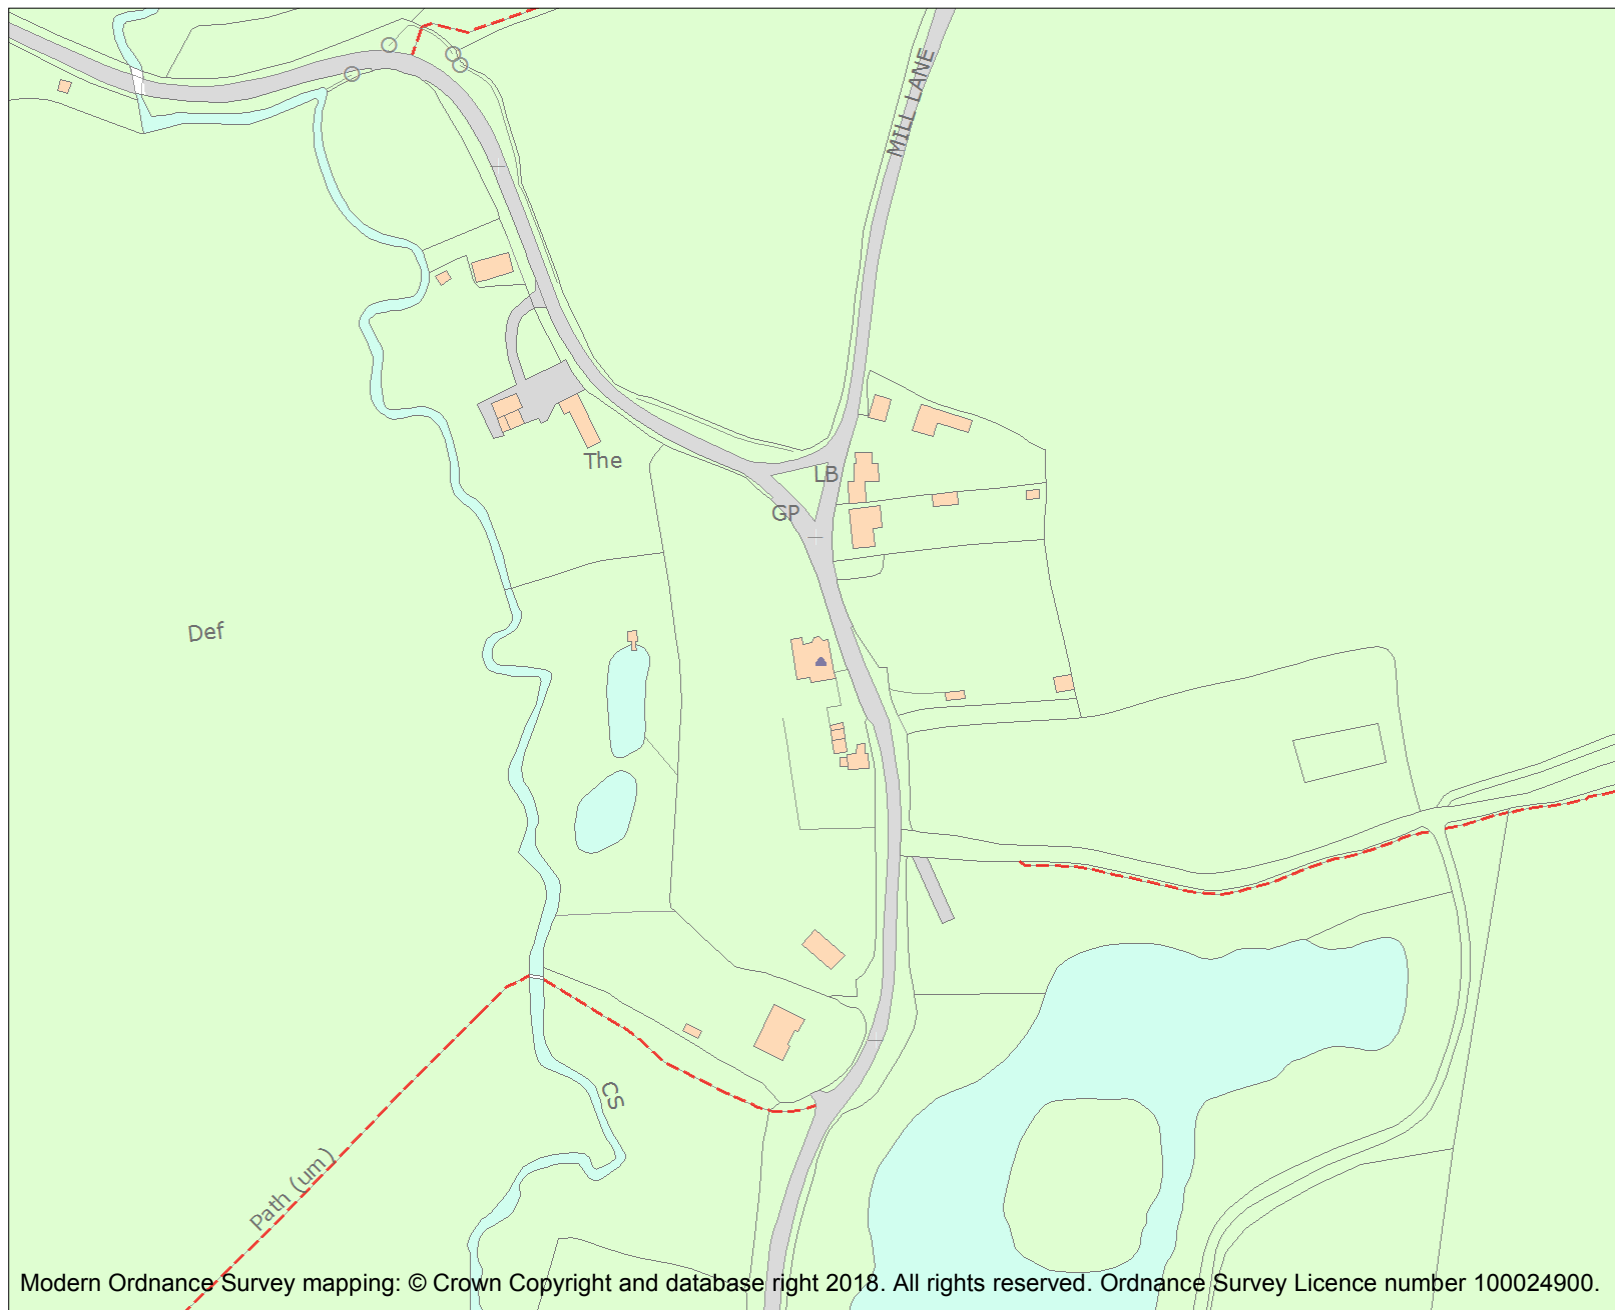 MILL LANE
The
LB
GP
Def
CS
Path (um)
Modern Ordnance Survey mapping: © Crown Copyright and database right 2018. All rights reserved. Ordnance Survey Licence number 100024900.